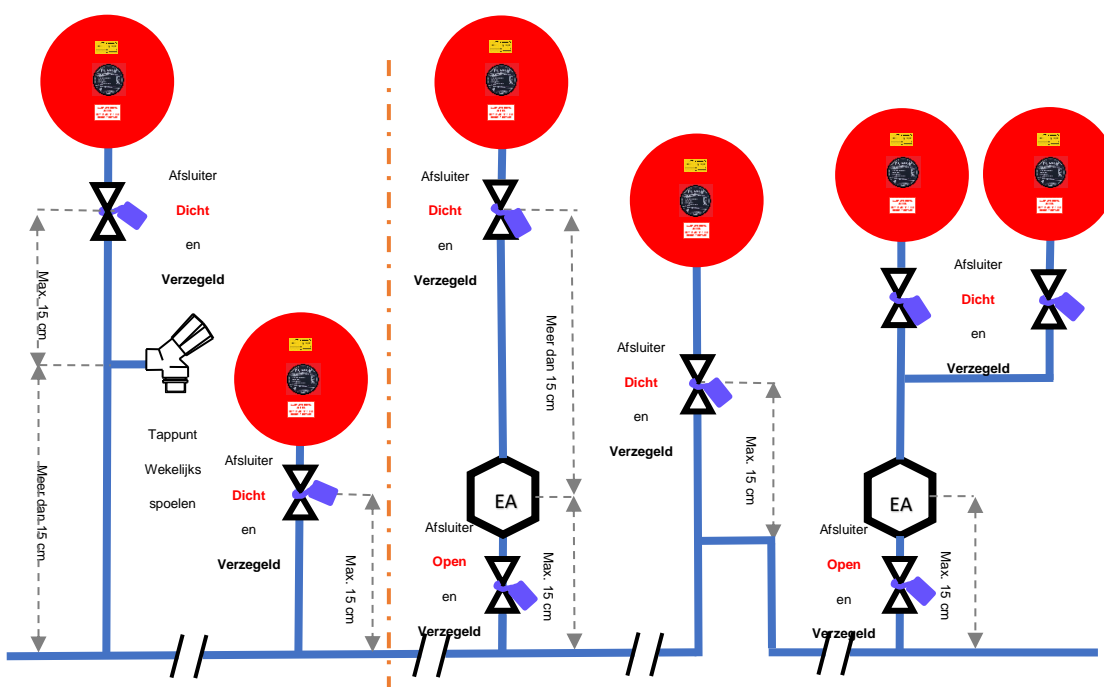 Afsluiter
Dicht
en
Verzegeld
Max. 15 cm
Meer dan 15 cm
Tappunt
Wekelijks
spoelen
Afsluiter
Dicht
en
Verzegeld
Max. 15 cm
Afsluiter
Dicht
en
Verzegeld
Meer dan 15 cm
EA
Afsluiter
Open
en
Verzegeld
Max. 15 cm
Afsluiter
Dicht
en
Verzegeld
Max. 15 cm
Afsluiter
Dicht
en
Verzegeld
EA
Afsluiter
Open
en
Verzegeld
Max. 15 cm